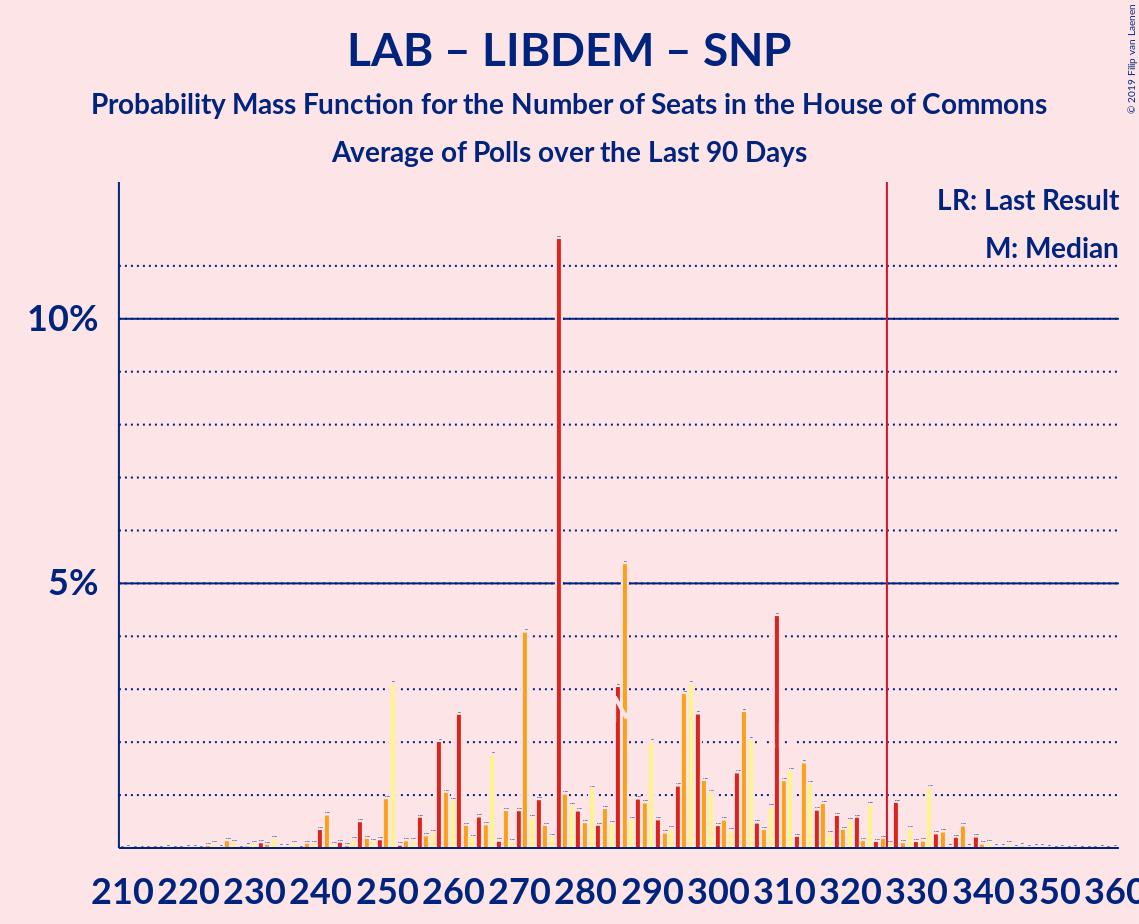 LAB – LIBDEM – SNP
Probability Mass Function for the Number of Seats in the House of Commons
Average of Polls over the Last 90 Days
© 2019 Filip van Laenen
LR: Last Result
M: Median
10%
5%
210 220 230 240 250 260 270 280 290 300 310 320 330 340 350 360